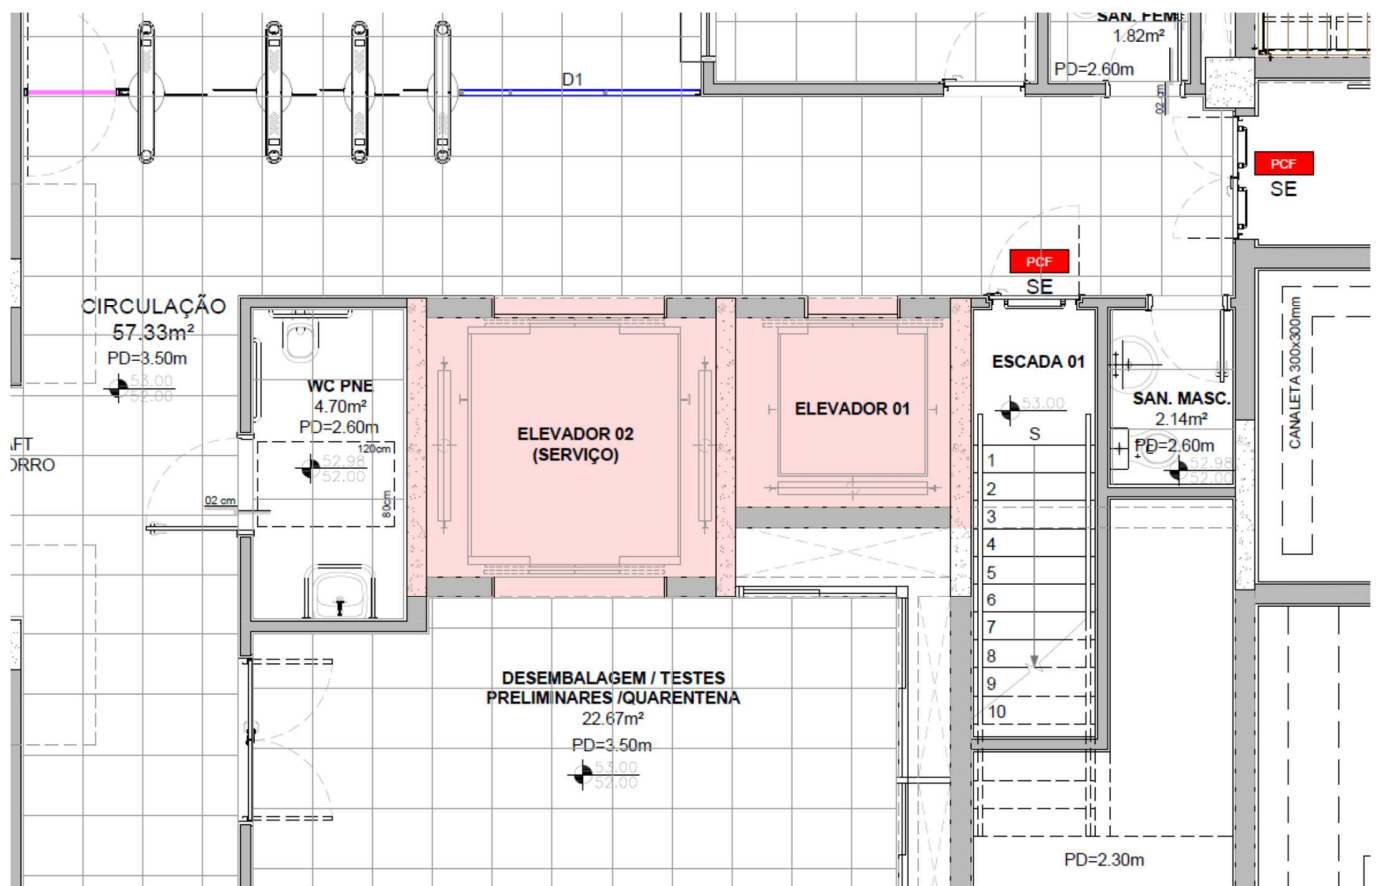 SAN. FEM
1.82m²
PD=2.60m
D1
02 cm
PCF
SE
PCF
SE
CIRCULAÇÃO
57.33m²
PD=3.50m
53.00
52.00
AFT
ORRO
WC PNE
4.70m²
PD=2.60m
120cm
52.98
52.00
80cm
02 cm
ELEVADOR 02
(SERVIÇO)
ELEVADOR 01
ESCADA 01
53.00
S
1
2
3
4
5
6
7
8
9
10
SAN. MASC.
2.14m²
PD=2.60m
52.98
52.00
CANALETA 300x300mm
DESEMBALAGEM / TESTES
PRELIMINARES /QUARENTENA
22.67m²
PD=3.50m
53.00
52.00
PD=2.30m